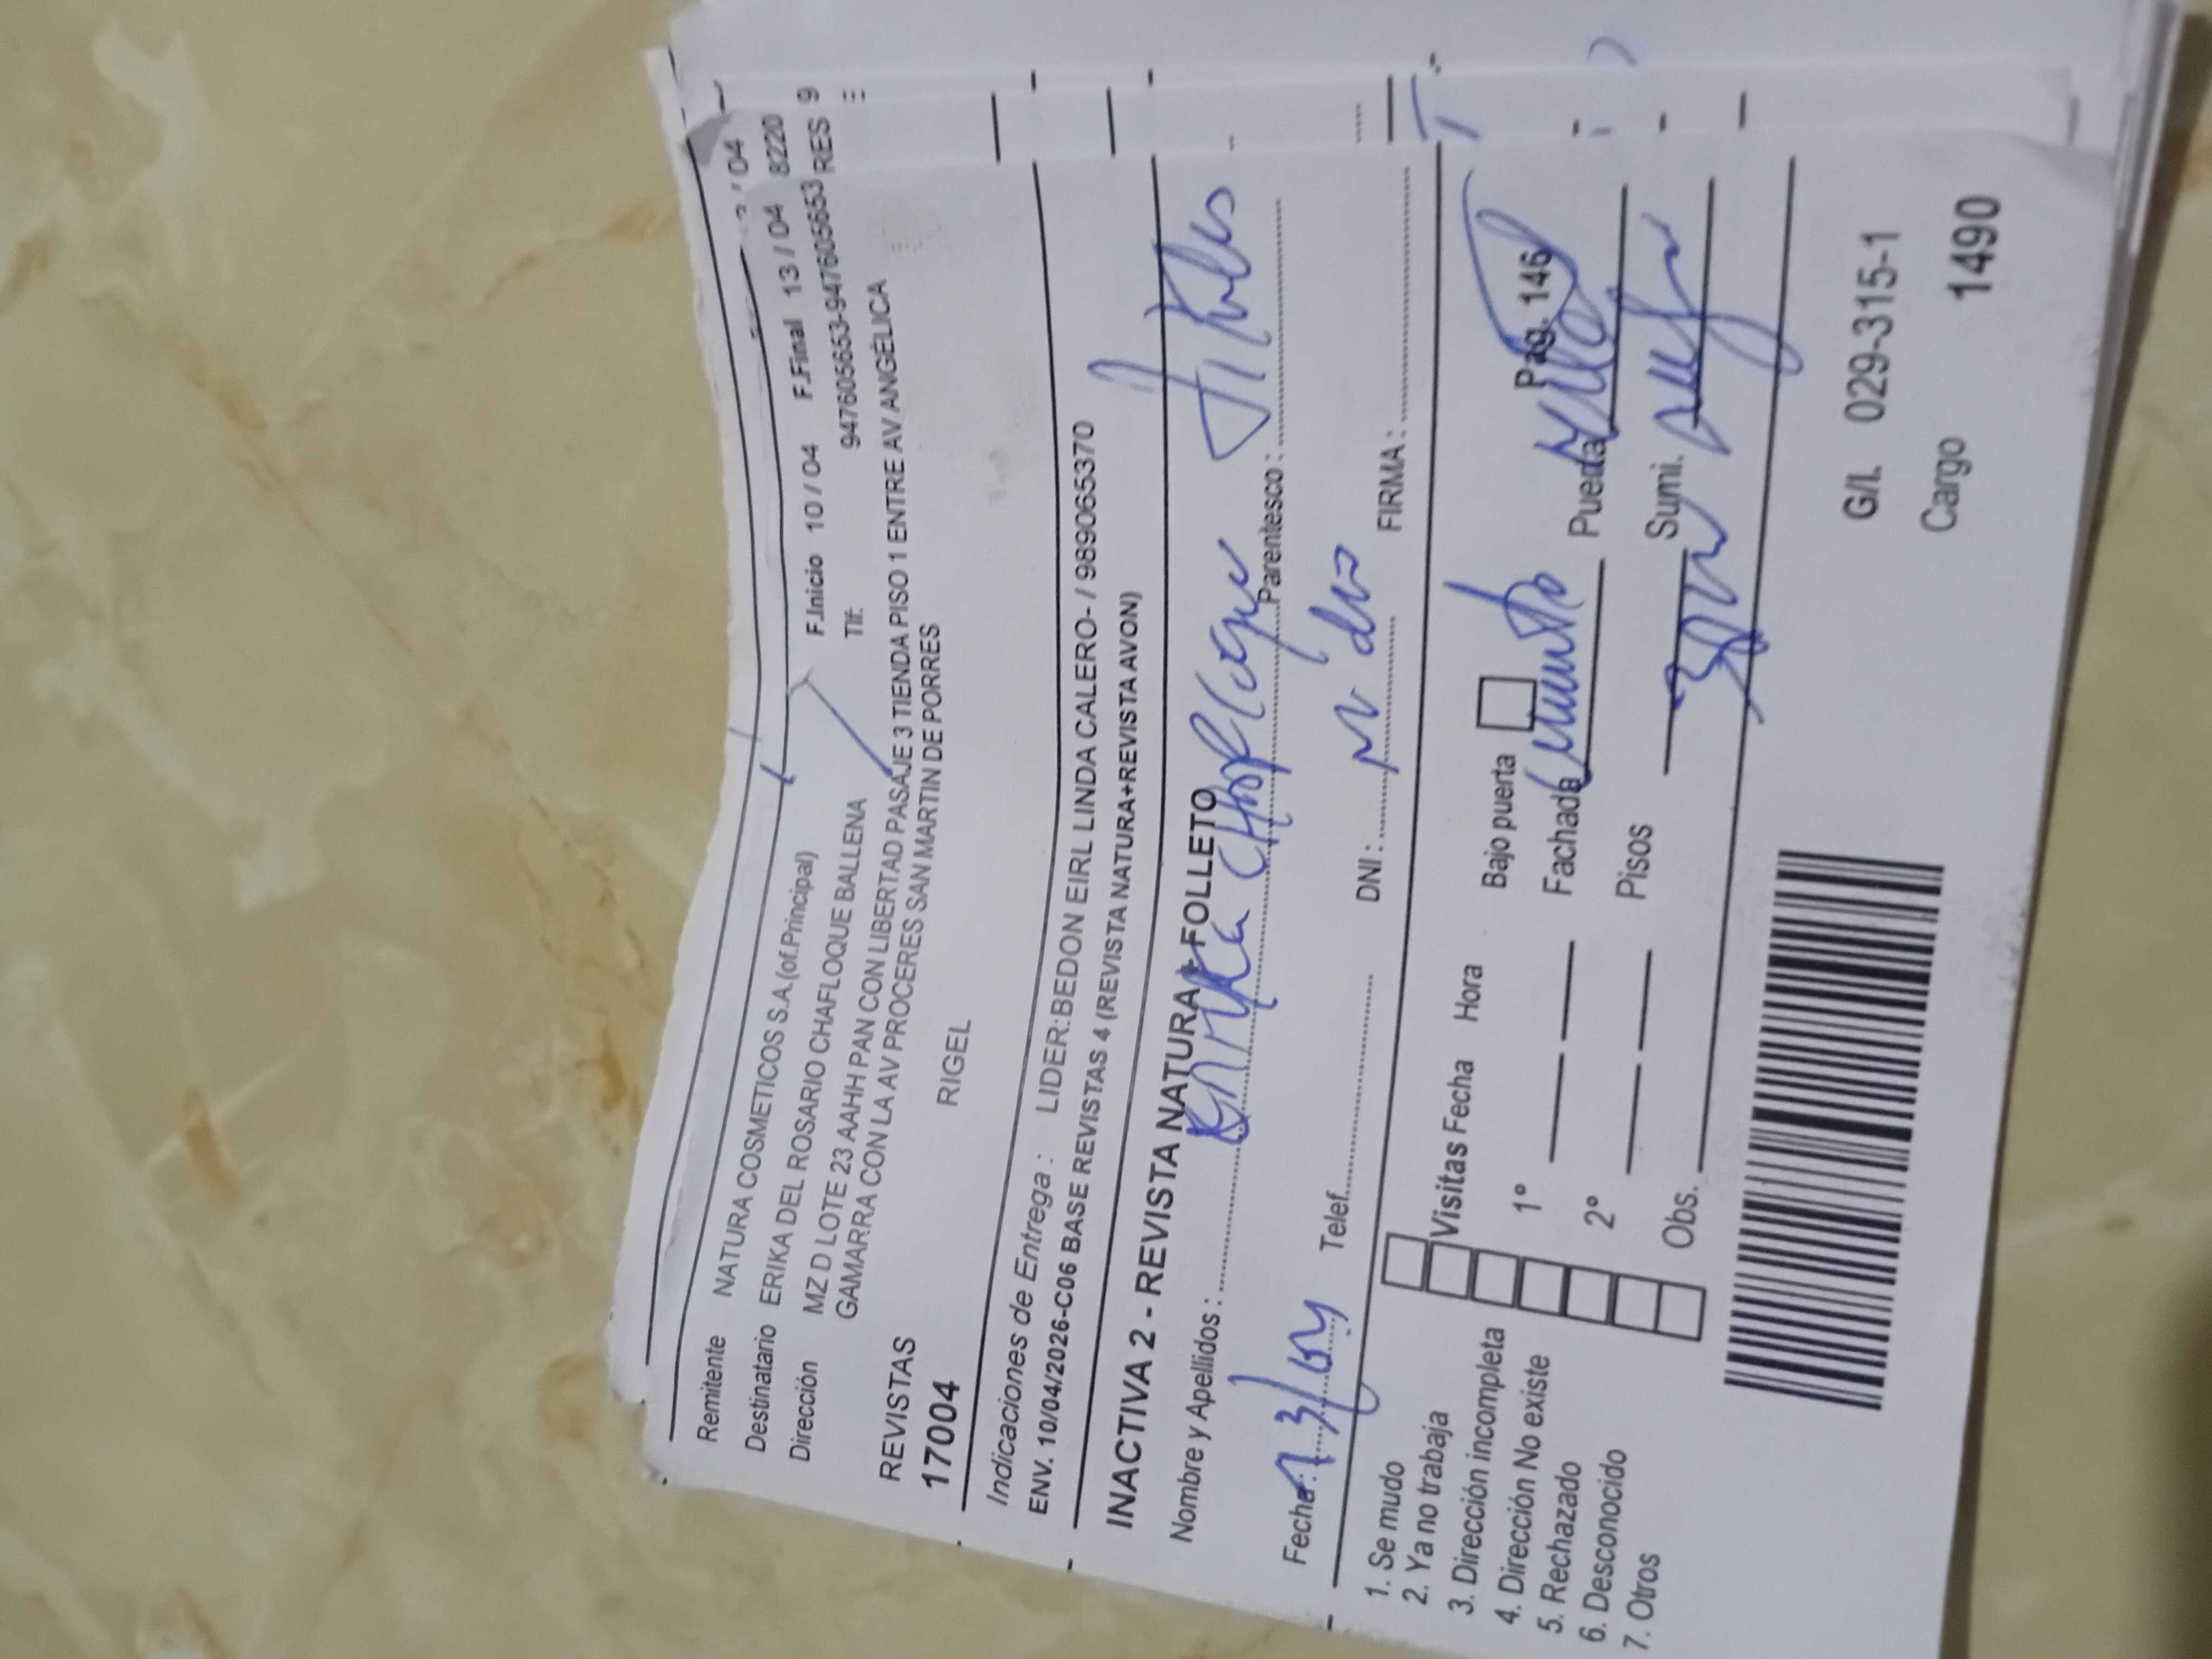 04
Remitente NATURA COSMETICOS S.A.(of.Principal)
F.Inicio 10 / 04 F.Final 13 / 04 8220
Destinatario ERIKA DEL ROSARIO CHAFLOQUE BALLENA
Tlf: 947605653-947605653-947605653 RES 9
Dirección MZ D LOTE 23 AAHH PAN CON LIBERTAD PASAJE 3 TIENDA PISO 1 ENTRE AV ANGÉLICA
GAMARRA CON LA AV PROCERES SAN MARTIN DE PORRES
REVISTAS
17004 RIGEL
Indicaciones de Entrega : LIDER:BEDON EIRL LINDA CALERO- / 989065370
ENV. 10/04/2026-C06 BASE REVISTAS 4 (REVISTA NATURA+REVISTA AVON)
INACTIVA 2 - REVISTA NATURA + FOLLETO
Nombre y Apellidos : Parentesco :
Fecha : 13/04 Telef. DNI : FIRMA :
1. Se mudo
2. Ya no trabaja
3. Dirección incompleta
4. Dirección No existe
5. Rechazado
6. Desconocido
7. Otros
Visitas Fecha Hora
1º
2º
Obs.
Bajo puerta Pag. 146
Fachada Puerta
Pisos Sumi.
G/L 029-315-1
Cargo 1490